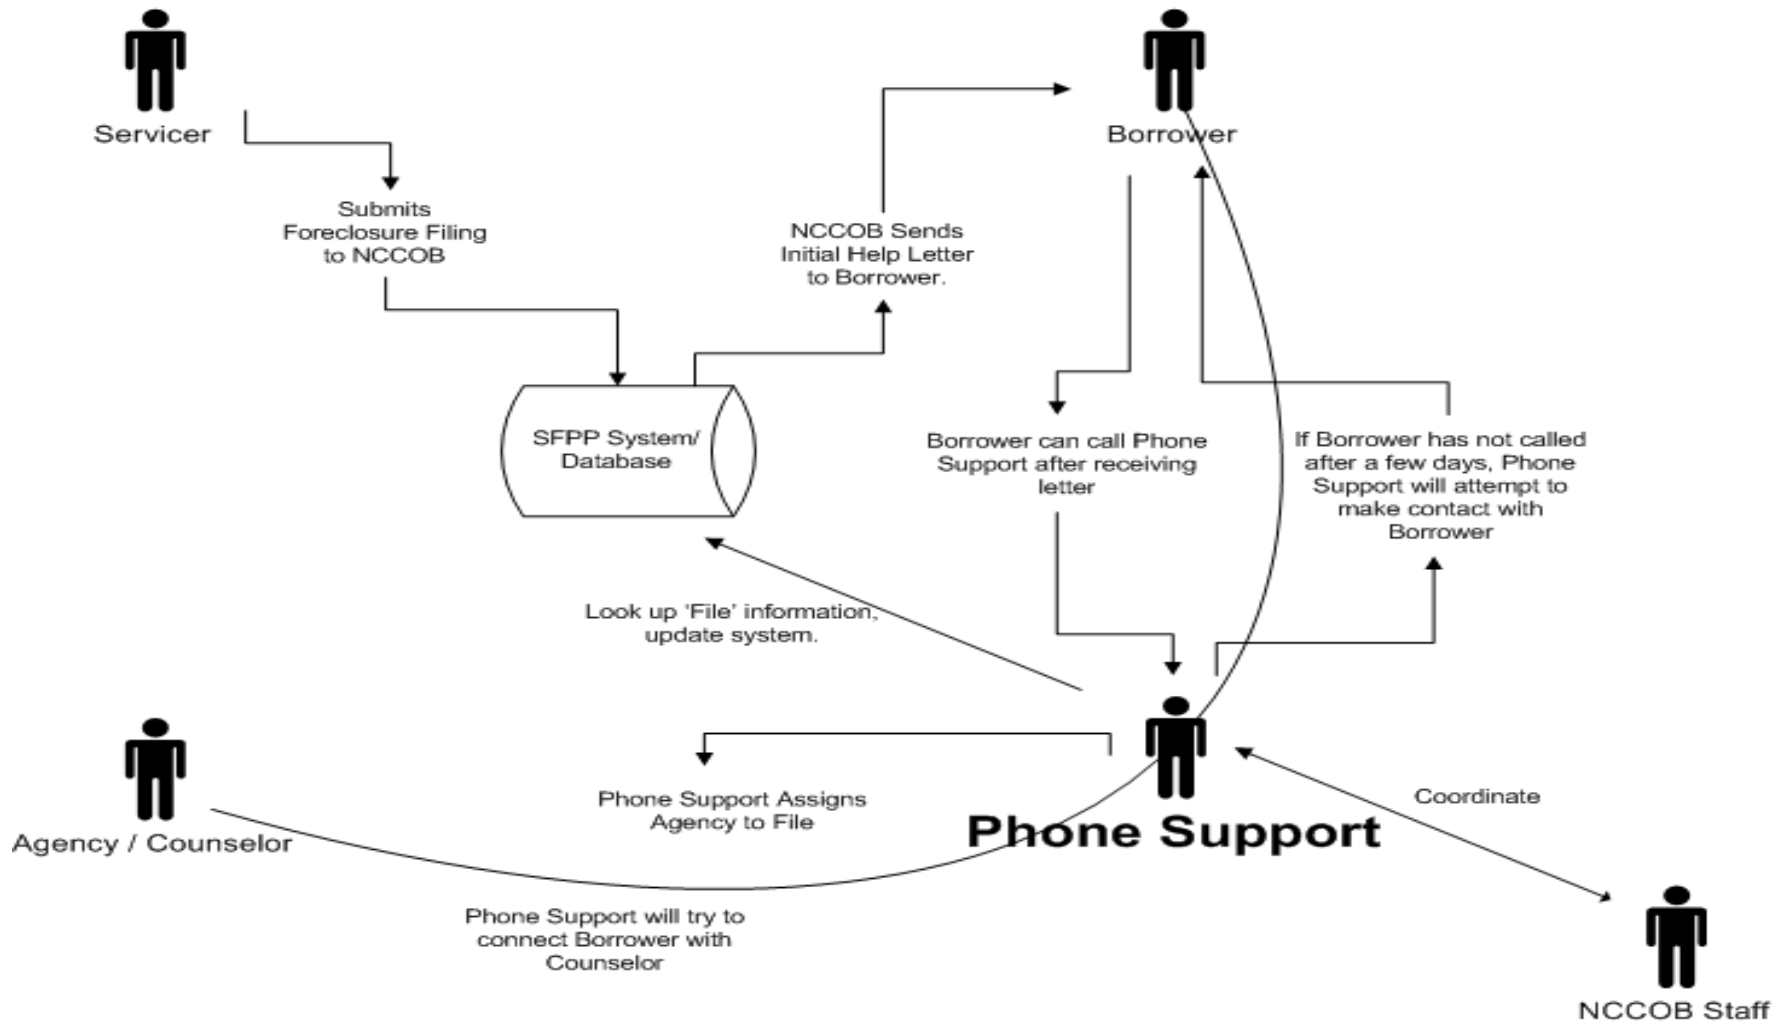 Servicer
Borrower
Submits
Foreclosure Filing
to NCCOB
NCCOB Sends
Initial Help Letter
to Borrower.
SFPP System/
Database
Borrower can call Phone
Support after receiving
letter
If Borrower has not called
after a few days, Phone
Support will attempt to
make contact with
Borrower
Look up 'File' information,
update system.
Phone Support Assigns
Agency to File
Agency / Counselor
Phone Support
Coordinate
Phone Support will try to
connect Borrower with
Counselor
NCCOB Staff